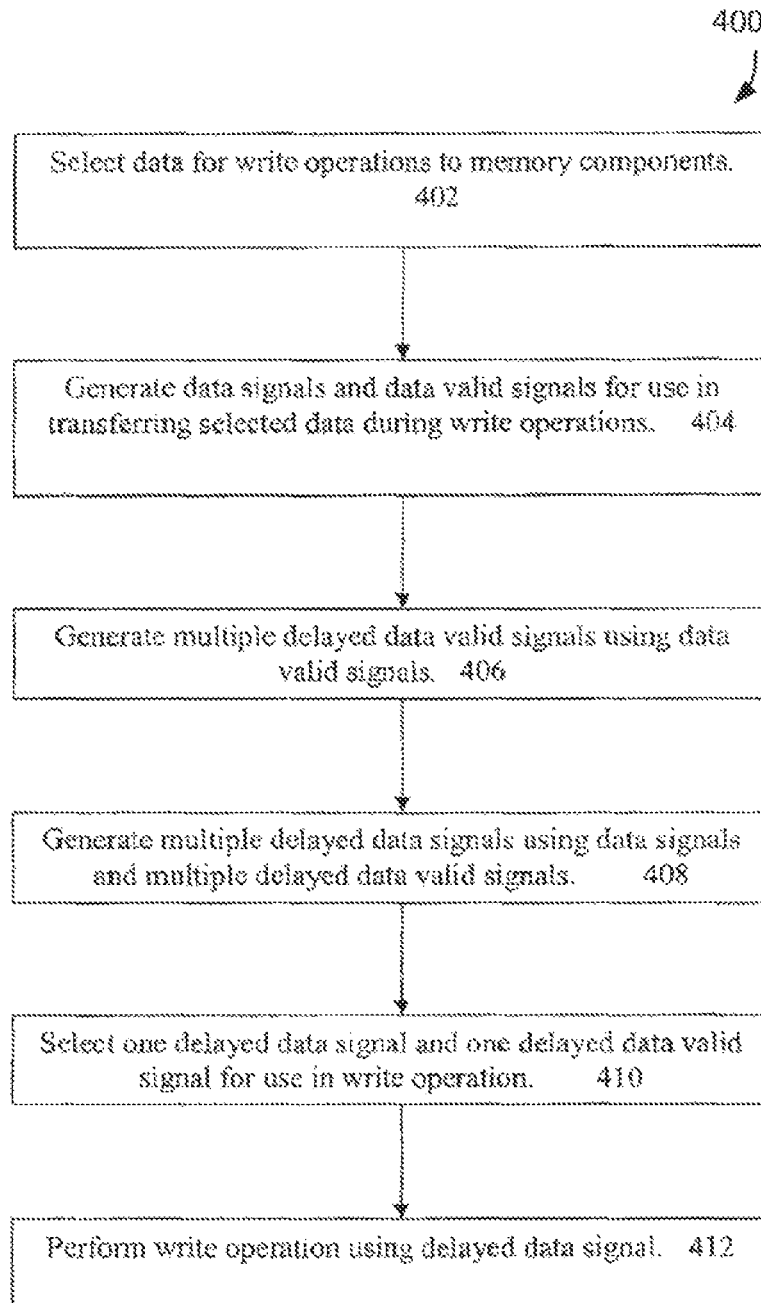 400
Select data for write operations to memory components.
402
Generate data signals and data valid signals for use in
transferring selected data during write operations. 404
Generate multiple delayed data valid signals using data
valid signals. 406
Generate multiple delayed data signals using data signals
and multiple delayed data valid signals. 408
Select one delayed data signal and one delayed data valid
signal for use in write operation. 410
Perform write operation using delayed data signal. 412